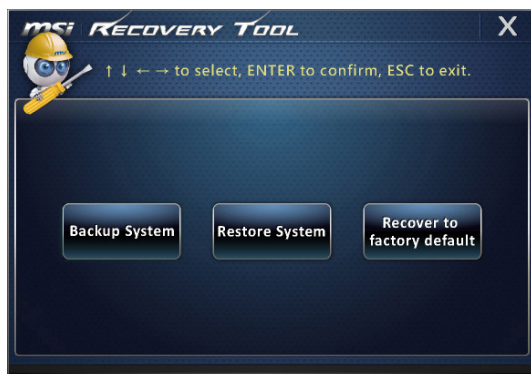 msi RECOVERY TOOL X
↑ ↓ ← → to select, ENTER to confirm, ESC to exit.
Backup System
Restore System
Recover to
factory default